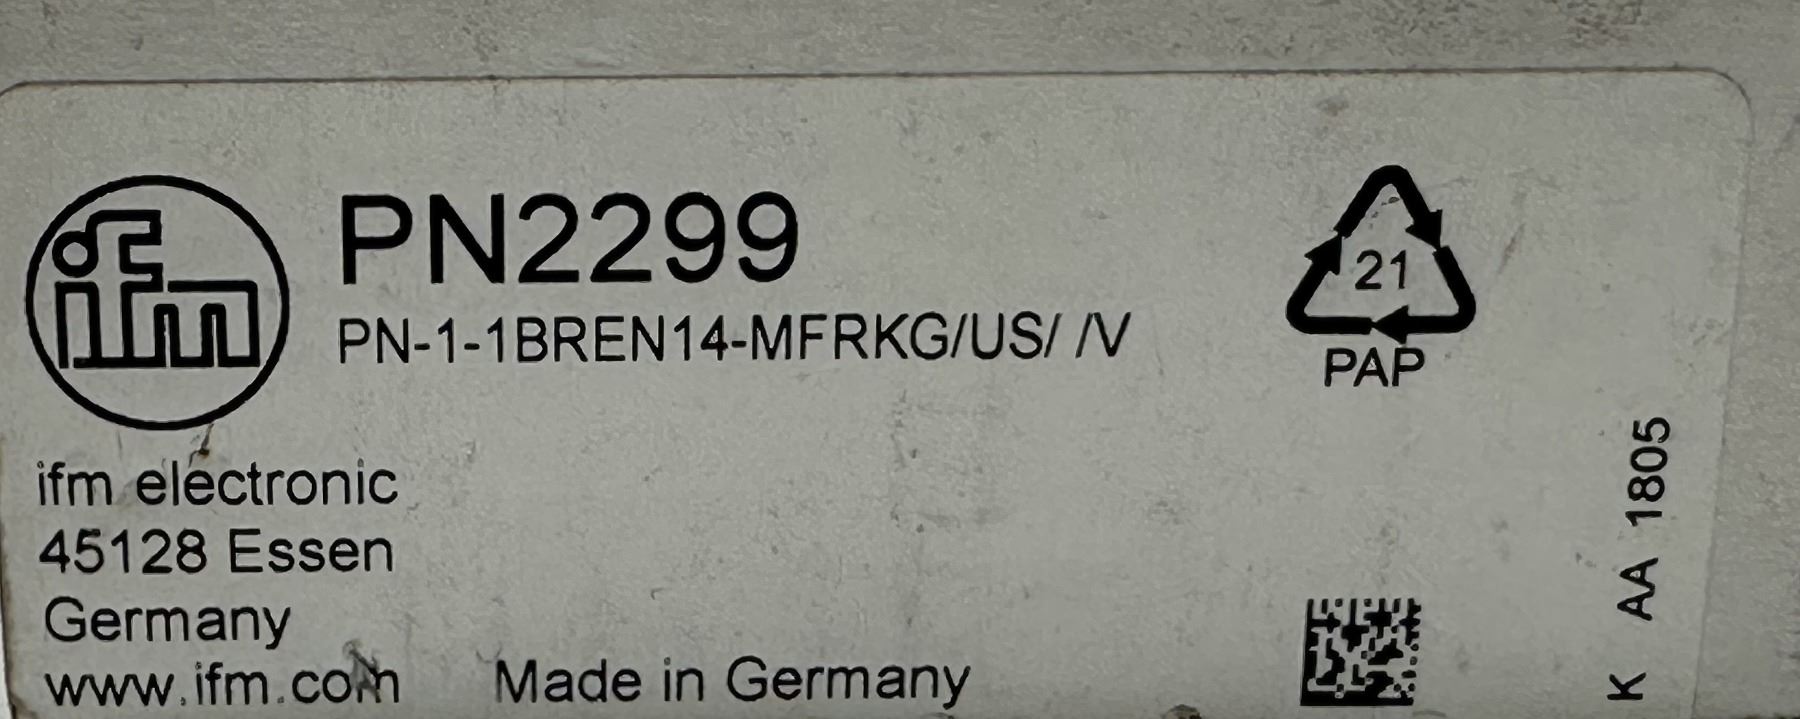 ifm
PN2299
PN-1-1BREN14-MFRKG/US/ /V
21
PAP
ifm electronic
45128 Essen
Germany
www.ifm.com
Made in Germany
K AA 1805